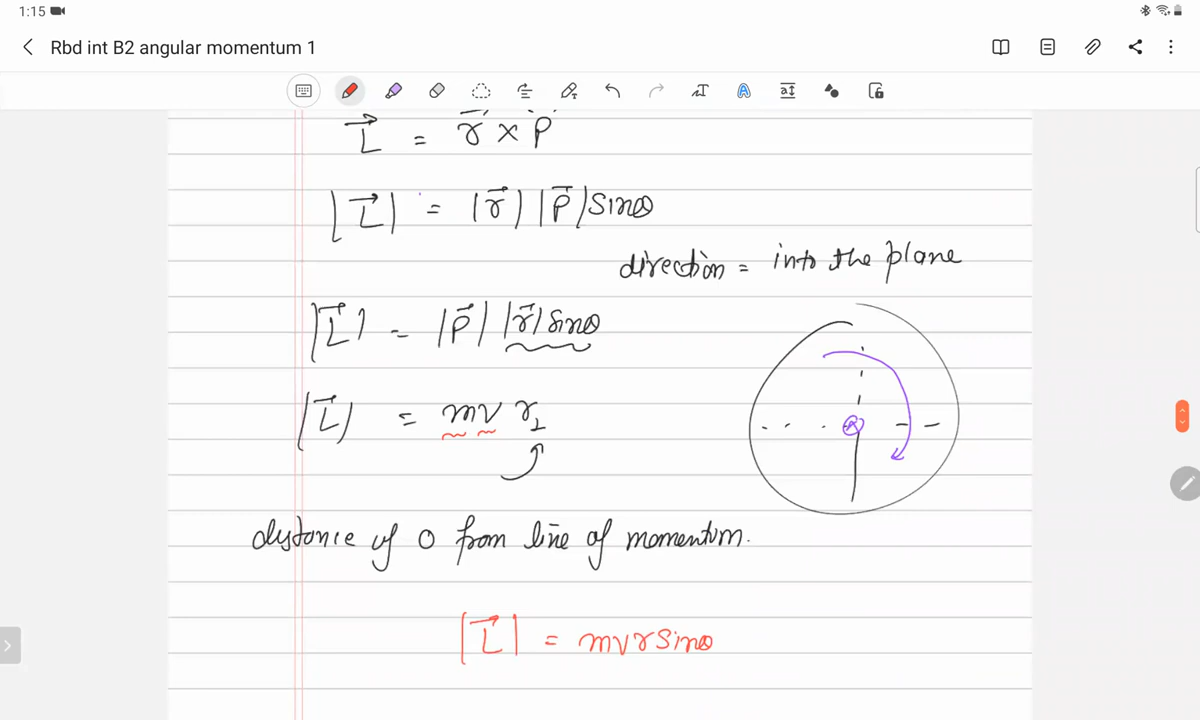 1:15
Rbd int B2 angular momentum 1
L⃗ = r⃗ × p⃗
|L⃗| = |r⃗| |p⃗| sinθ
direction = into the plane
|L⃗| = |p⃗| |r⃗| sinθ
|L⃗| = mv r⊥
distance of O from line of momentum.
|L⃗| = mvr sinθ